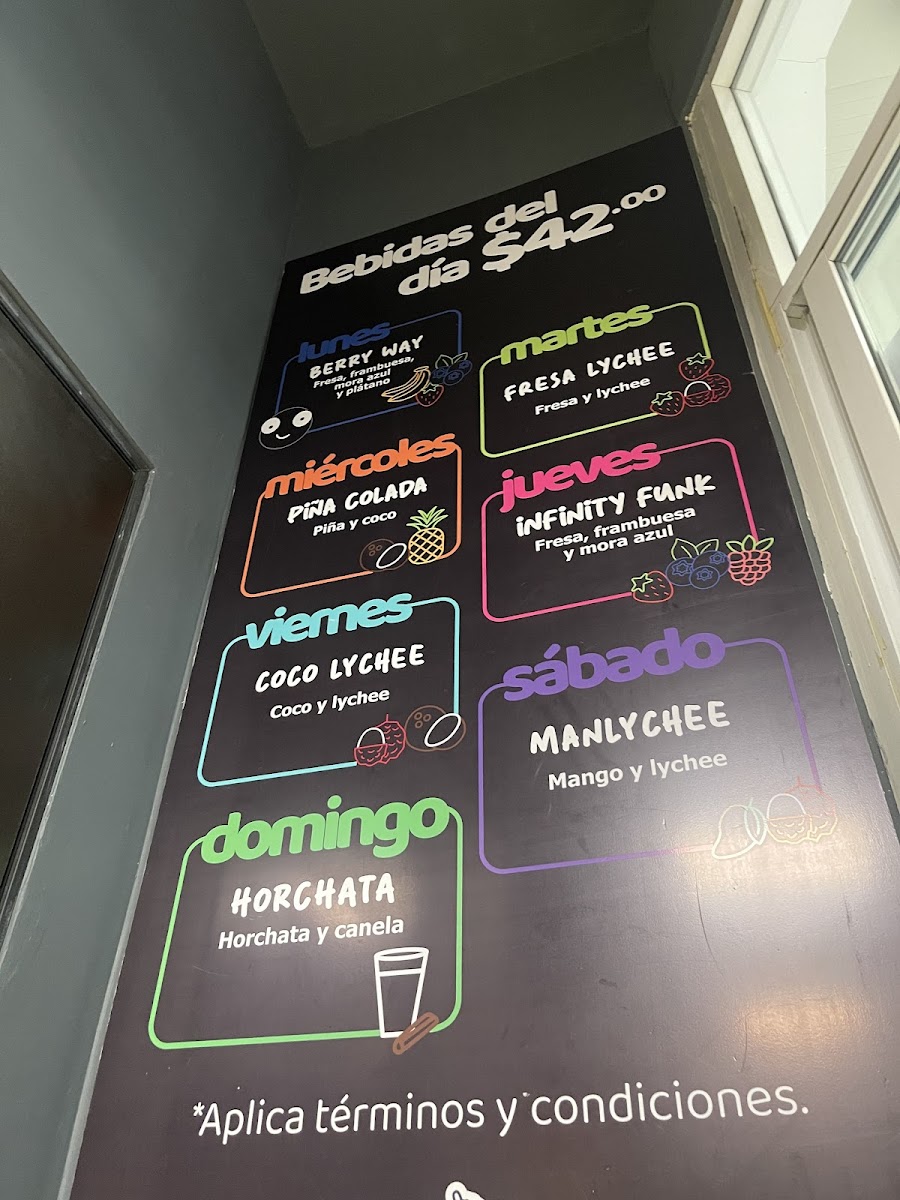 Bebidas del
día $42.00
lunes
BERRY WAY
Fresa, frambuesa,
mora azul
y plátano
martes
FRESA LYCHEE
Fresa y lychee
miércoles
PIÑA COLADA
Piña y coco
jueves
INFINITY FUNK
Fresa, frambuesa
y mora azul
viernes
COCO LYCHEE
Coco y lychee
sábado
MANLYCHEE
Mango y lychee
domingo
HORCHATA
Horchata y canela
*Aplica términos y condiciones.